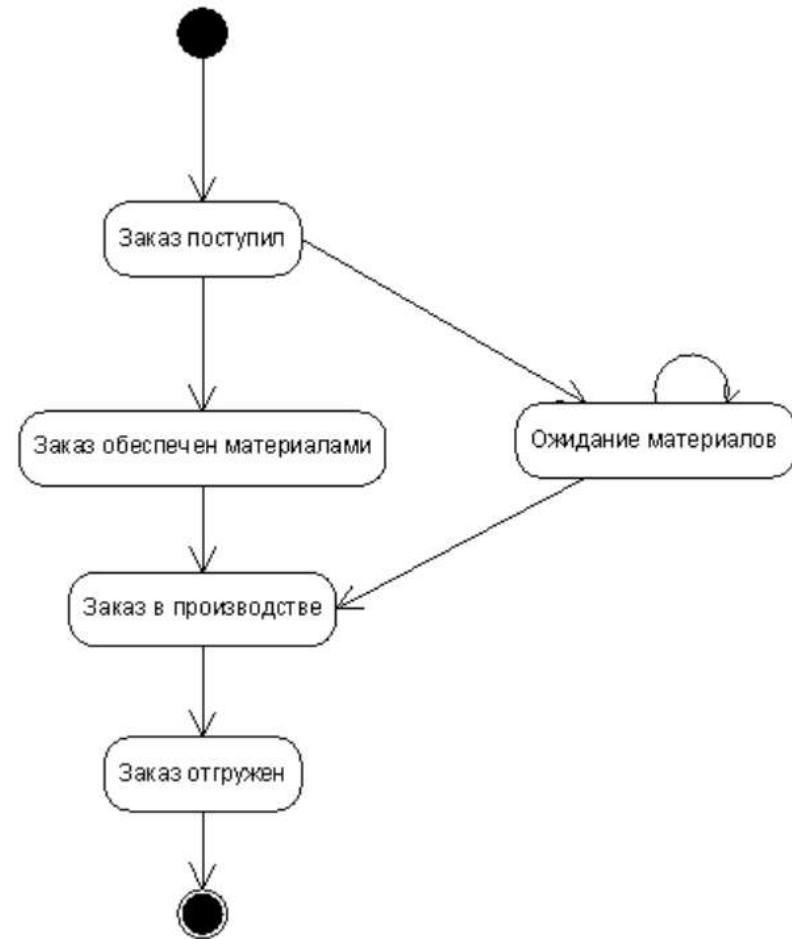 Заказ поступил
Заказ обеспечен материалами
Ожидание материалов
Заказ в производстве
Заказ отгружен